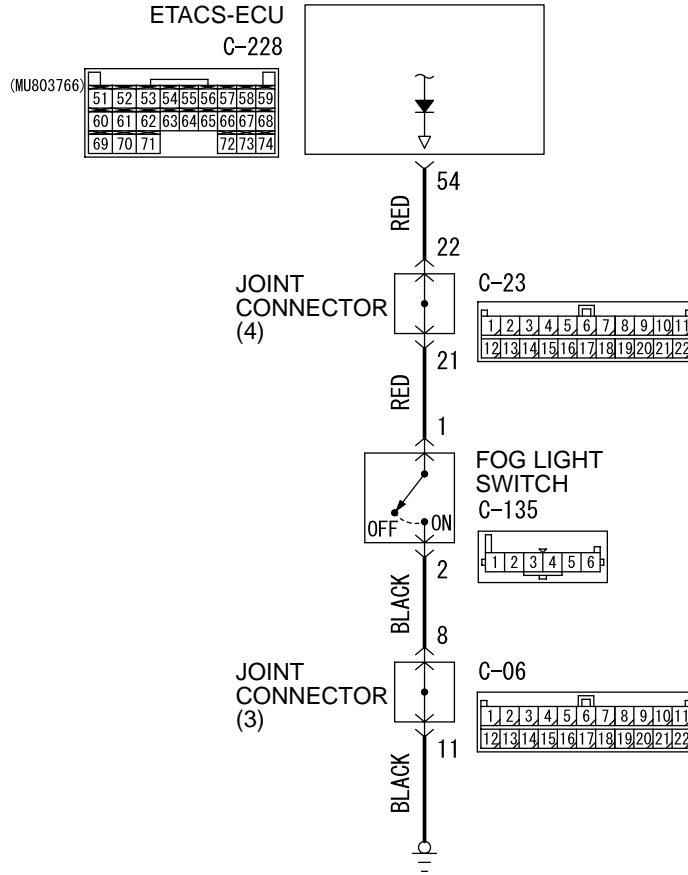 ETACS-ECU
C-228
(MU803766)
51 52 53 54 55 56 57 58 59
60 61 62 63 64 65 66 67 68
69 70 71 72 73 74
54
RED
22
JOINT
CONNECTOR
(4)
C-23
1 2 3 4 5 6 7 8 9 10 11
12 13 14 15 16 17 18 19 20 21 22
21
RED
1
FOG LIGHT
SWITCH
C-135
OFF ON
1 2 3 4 5 6
2
BLACK
8
JOINT
CONNECTOR
(3)
C-06
1 2 3 4 5 6 7 8 9 10 11
12 13 14 15 16 17 18 19 20 21 22
11
BLACK